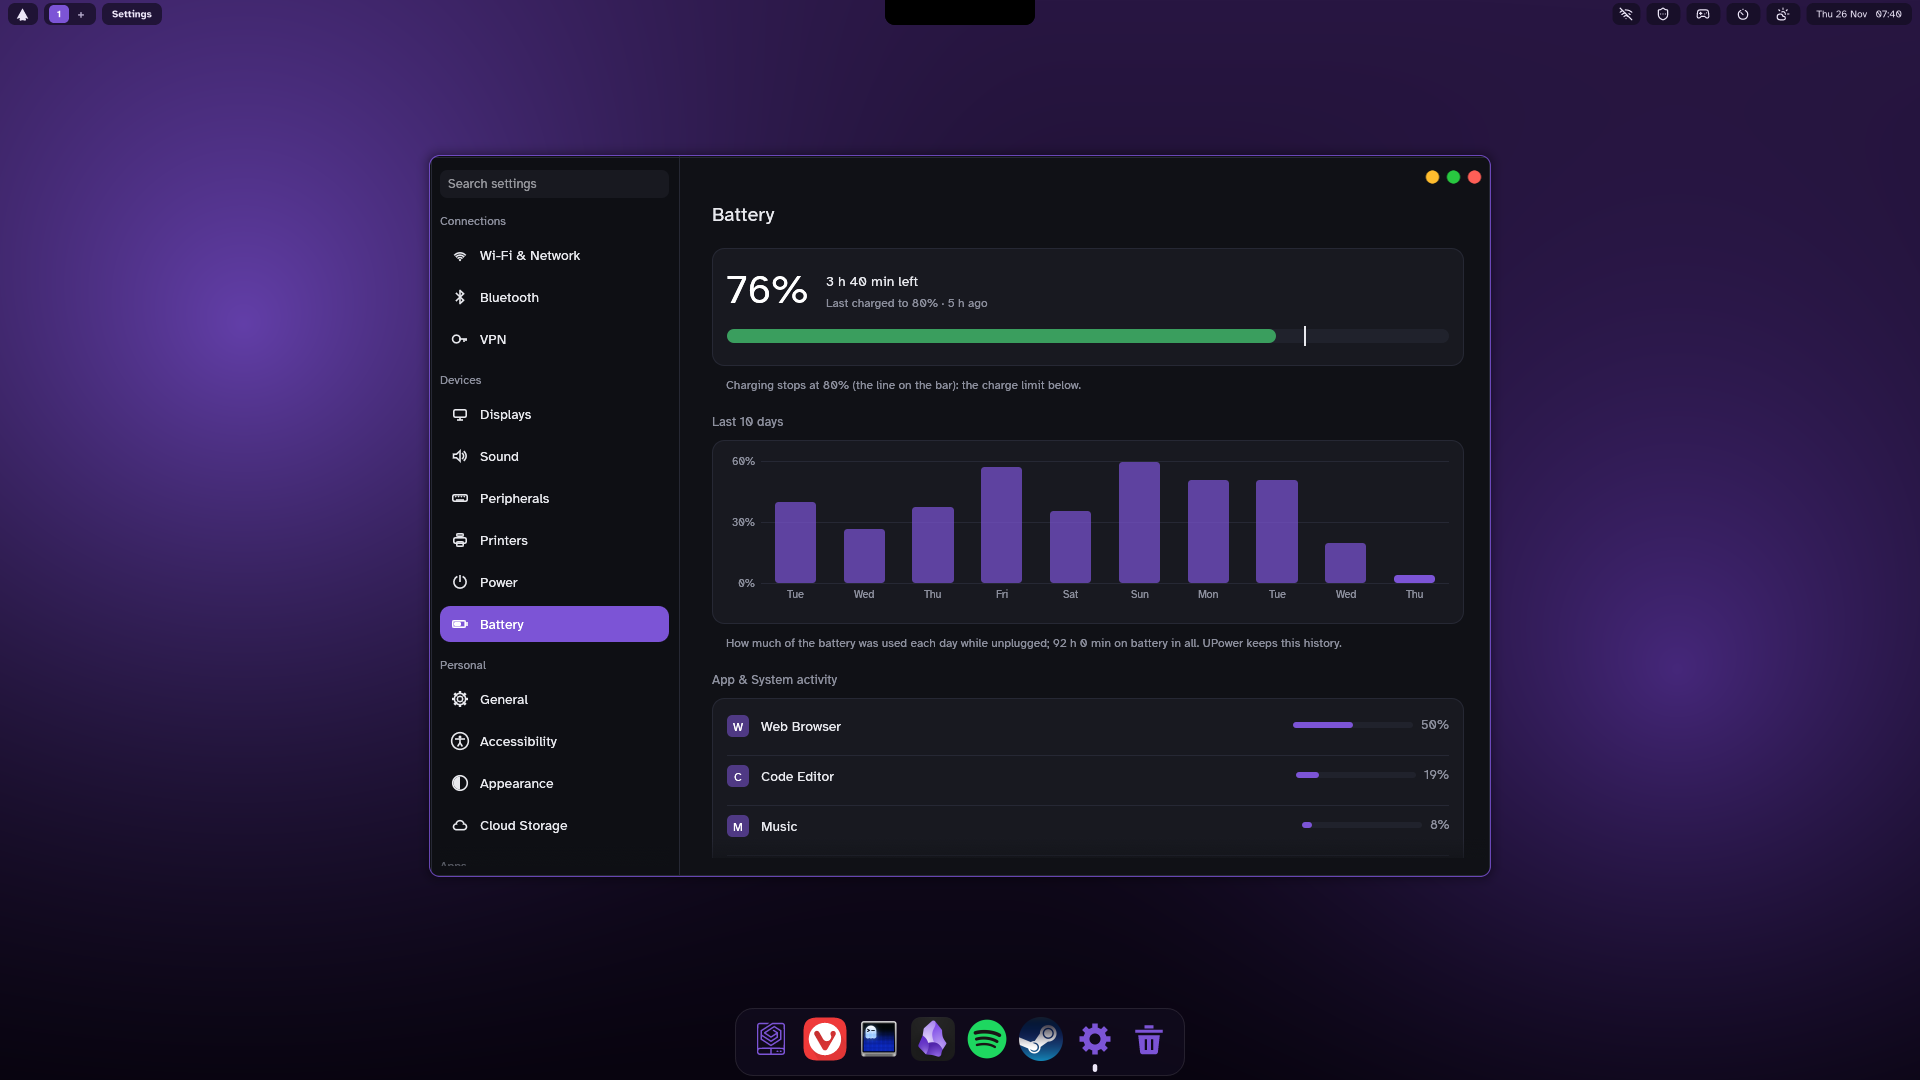 1 + Settings
Thu 26 Nov 07:40
Search settings
Connections
Wi-Fi & Network
Bluetooth
VPN
Devices
Displays
Sound
Peripherals
Printers
Power
Battery
Personal
General
Accessibility
Appearance
Cloud Storage
Apps
Battery
76%
3 h 40 min left
Last charged to 80% · 5 h ago
Charging stops at 80% (the line on the bar): the charge limit below.
Last 10 days
60%
30%
0%
Tue Wed Thu Fri Sat Sun Mon Tue Wed Thu
How much of the battery was used each day while unplugged; 92 h 0 min on battery in all. UPower keeps this history.
App & System activity
W Web Browser 50%
C Code Editor 19%
M Music 8%